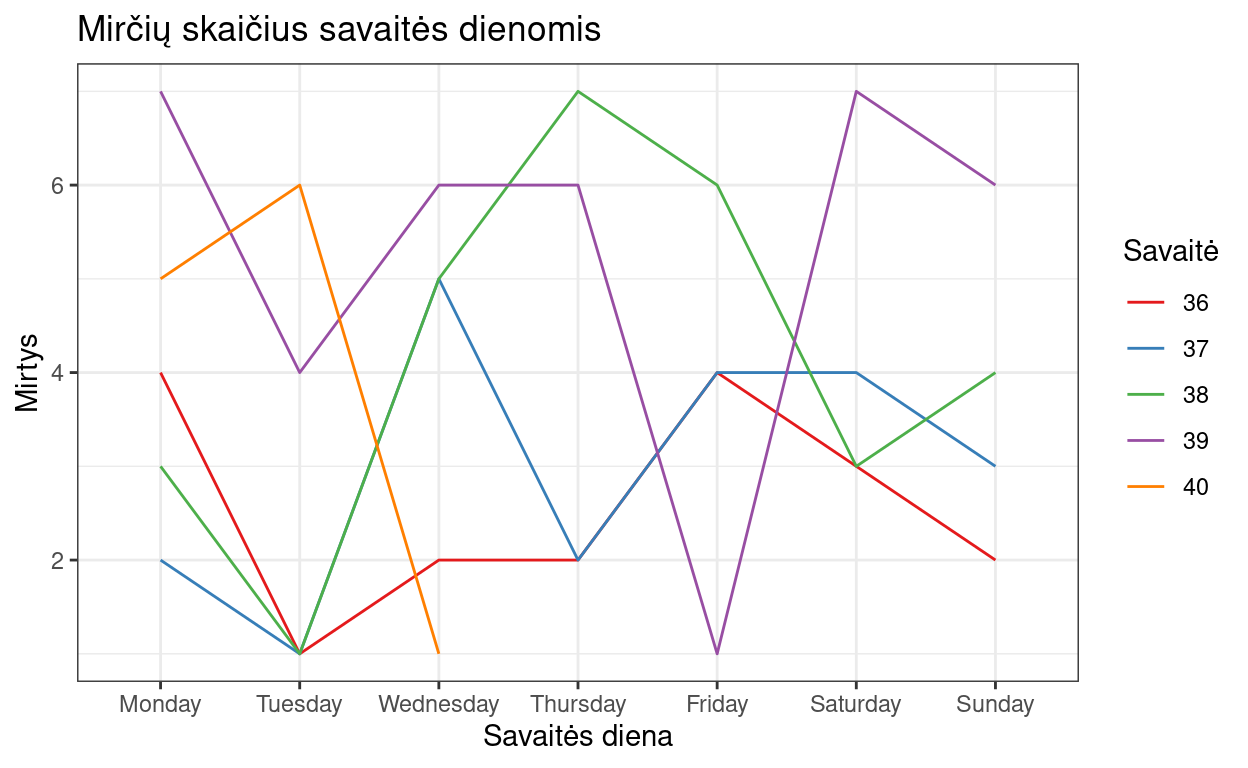 Mirčių skaičius savaitės dienomis
Mirtys
6
4
2
Monday Tuesday Wednesday Thursday Friday Saturday Sunday
Savaitės diena
Savaitė
36
37
38
39
40